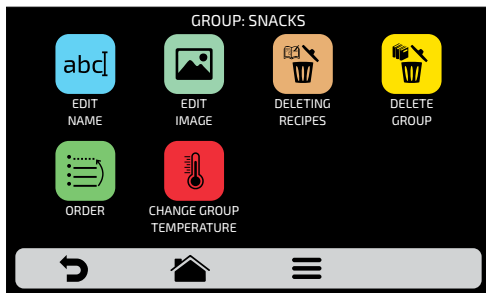 GROUP: SNACKS
abc
EDIT
NAME
EDIT
IMAGE
DELETING
RECIPES
DELETE
GROUP
ORDER
CHANGE GROUP
TEMPERATURE